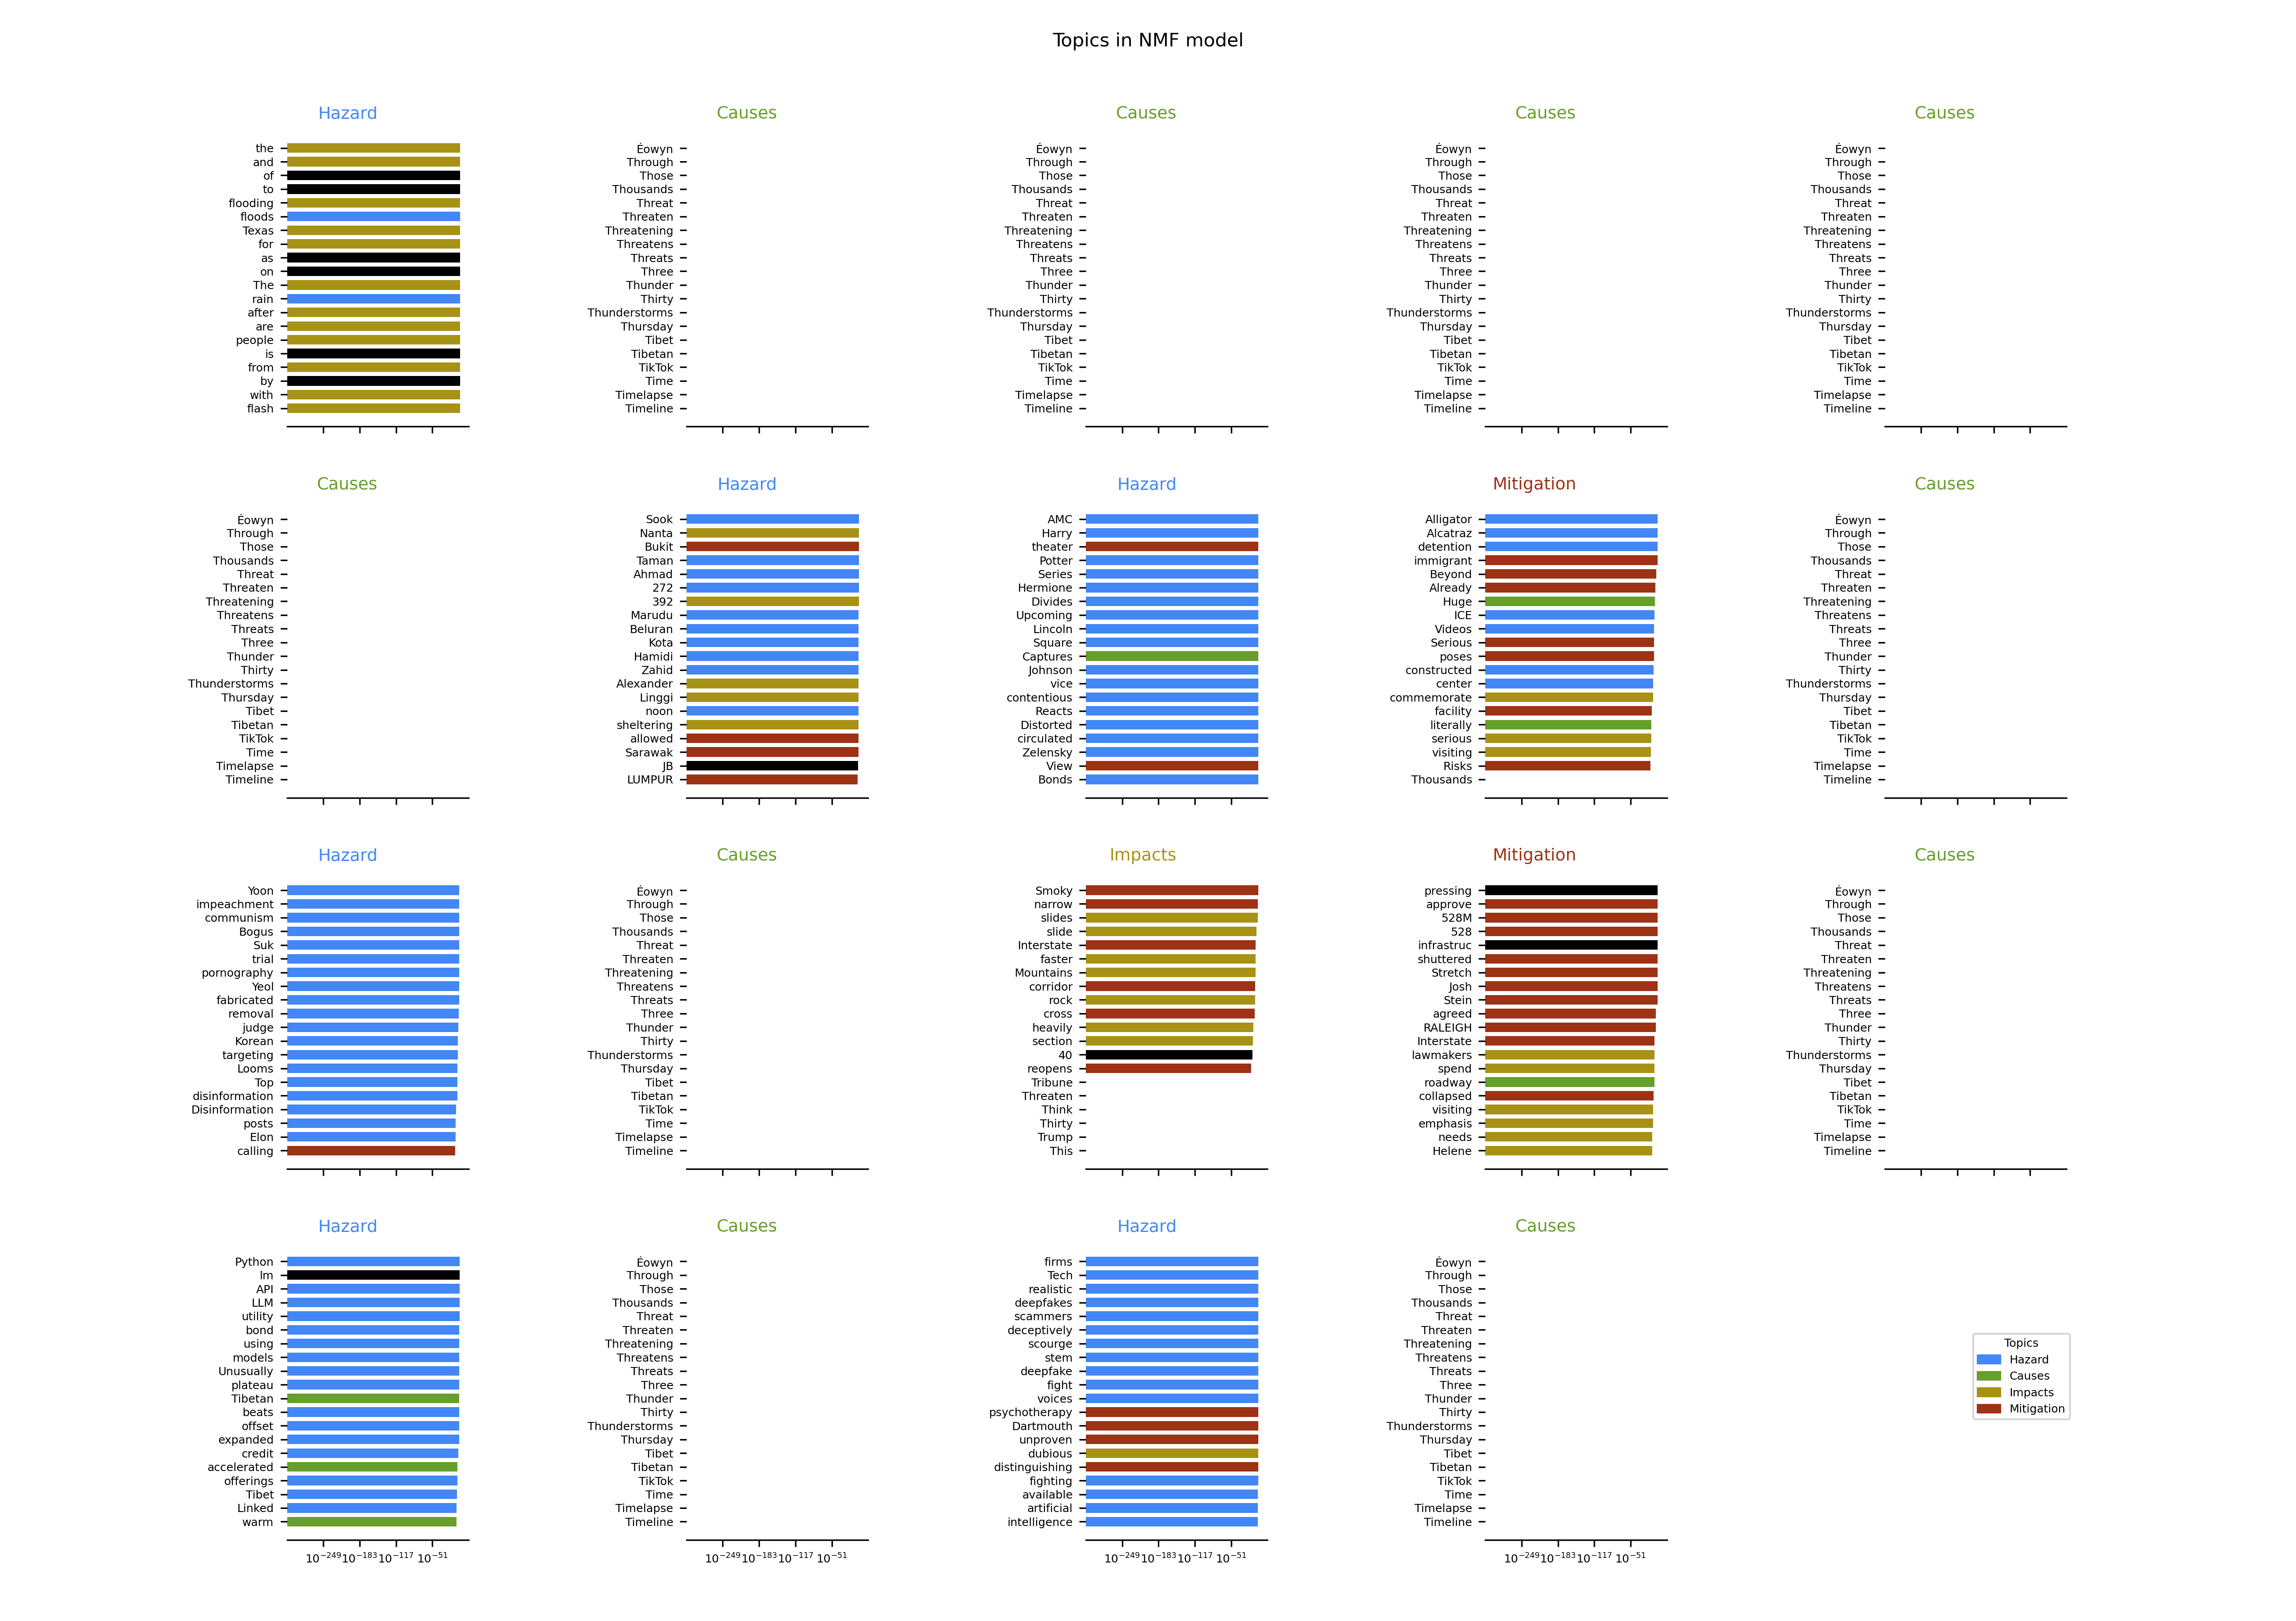 Topics in NMF model
Hazard
the
and
of
to
flooding
floods
Texas
for
as
on
The
rain
after
are
people
is
from
by
with
flash
Causes
Éowyn
Through
Those
Thousands
Threat
Threaten
Threatening
Threatens
Threats
Three
Thunder
Thirty
Thunderstorms
Thursday
Tibet
Tibetan
TikTok
Time
Timelapse
Timeline
Causes
Éowyn
Through
Those
Thousands
Threat
Threaten
Threatening
Threatens
Threats
Three
Thunder
Thirty
Thunderstorms
Thursday
Tibet
Tibetan
TikTok
Time
Timelapse
Timeline
Causes
Éowyn
Through
Those
Thousands
Threat
Threaten
Threatening
Threatens
Threats
Three
Thunder
Thirty
Thunderstorms
Thursday
Tibet
Tibetan
TikTok
Time
Timelapse
Timeline
Causes
Éowyn
Through
Those
Thousands
Threat
Threaten
Threatening
Threatens
Threats
Three
Thunder
Thirty
Thunderstorms
Thursday
Tibet
Tibetan
TikTok
Time
Timelapse
Timeline
Causes
Éowyn
Through
Those
Thousands
Threat
Threaten
Threatening
Threatens
Threats
Three
Thunder
Thirty
Thunderstorms
Thursday
Tibet
Tibetan
TikTok
Time
Timelapse
Timeline
Hazard
Sook
Nanta
Bukit
Taman
Ahmad
272
392
Marudu
Beluran
Kota
Hamidi
Zahid
Alexander
Linggi
noon
sheltering
allowed
Sarawak
JB
LUMPUR
Hazard
AMC
Harry
theater
Potter
Series
Hermione
Divides
Upcoming
Lincoln
Square
Captures
Johnson
vice
contentious
Reacts
Distorted
circulated
Zelensky
View
Bonds
Mitigation
Alligator
Alcatraz
detention
immigrant
Beyond
Already
Huge
ICE
Videos
Serious
poses
constructed
center
commemorate
facility
literally
serious
visiting
Risks
Thousands
Causes
Éowyn
Through
Those
Thousands
Threat
Threaten
Threatening
Threatens
Threats
Three
Thunder
Thirty
Thunderstorms
Thursday
Tibet
Tibetan
TikTok
Time
Timelapse
Timeline
Hazard
Yoon
impeachment
communism
Bogus
Suk
trial
pornography
Yeol
fabricated
removal
judge
Korean
targeting
Looms
Top
disinformation
Disinformation
posts
Elon
calling
Causes
Éowyn
Through
Those
Thousands
Threat
Threaten
Threatening
Threatens
Threats
Three
Thunder
Thirty
Thunderstorms
Thursday
Tibet
Tibetan
TikTok
Time
Timelapse
Timeline
Impacts
Smoky
narrow
slides
slide
Interstate
faster
Mountains
corridor
rock
cross
heavily
section
40
reopens
Tribune
Threaten
Think
Thirty
Trump
This
Mitigation
pressing
approve
528M
528
infrastruc
shuttered
Stretch
Josh
Stein
agreed
RALEIGH
Interstate
lawmakers
spend
roadway
collapsed
visiting
emphasis
needs
Helene
Causes
Éowyn
Through
Those
Thousands
Threat
Threaten
Threatening
Threatens
Threats
Three
Thunder
Thirty
Thunderstorms
Thursday
Tibet
Tibetan
TikTok
Time
Timelapse
Timeline
Hazard
Python
lm
API
LLM
utility
bond
using
models
Unusually
plateau
Tibetan
beats
offset
expanded
credit
accelerated
offerings
Tibet
Linked
warm
10⁻²⁴⁹ 10⁻¹⁸³ 10⁻¹¹⁷ 10⁻⁵¹
Causes
Éowyn
Through
Those
Thousands
Threat
Threaten
Threatening
Threatens
Threats
Three
Thunder
Thirty
Thunderstorms
Thursday
Tibet
Tibetan
TikTok
Time
Timelapse
Timeline
10⁻²⁴⁹ 10⁻¹⁸³ 10⁻¹¹⁷ 10⁻⁵¹
Hazard
firms
Tech
realistic
deepfakes
scammers
deceptively
scourge
stem
deepfake
fight
voices
psychotherapy
Dartmouth
unproven
dubious
distinguishing
fighting
available
artificial
intelligence
10⁻²⁴⁹ 10⁻¹⁸³ 10⁻¹¹⁷ 10⁻⁵¹
Causes
Éowyn
Through
Those
Thousands
Threat
Threaten
Threatening
Threatens
Threats
Three
Thunder
Thirty
Thunderstorms
Thursday
Tibet
Tibetan
TikTok
Time
Timelapse
Timeline
10⁻²⁴⁹ 10⁻¹⁸³ 10⁻¹¹⁷ 10⁻⁵¹
Topics
Hazard
Causes
Impacts
Mitigation